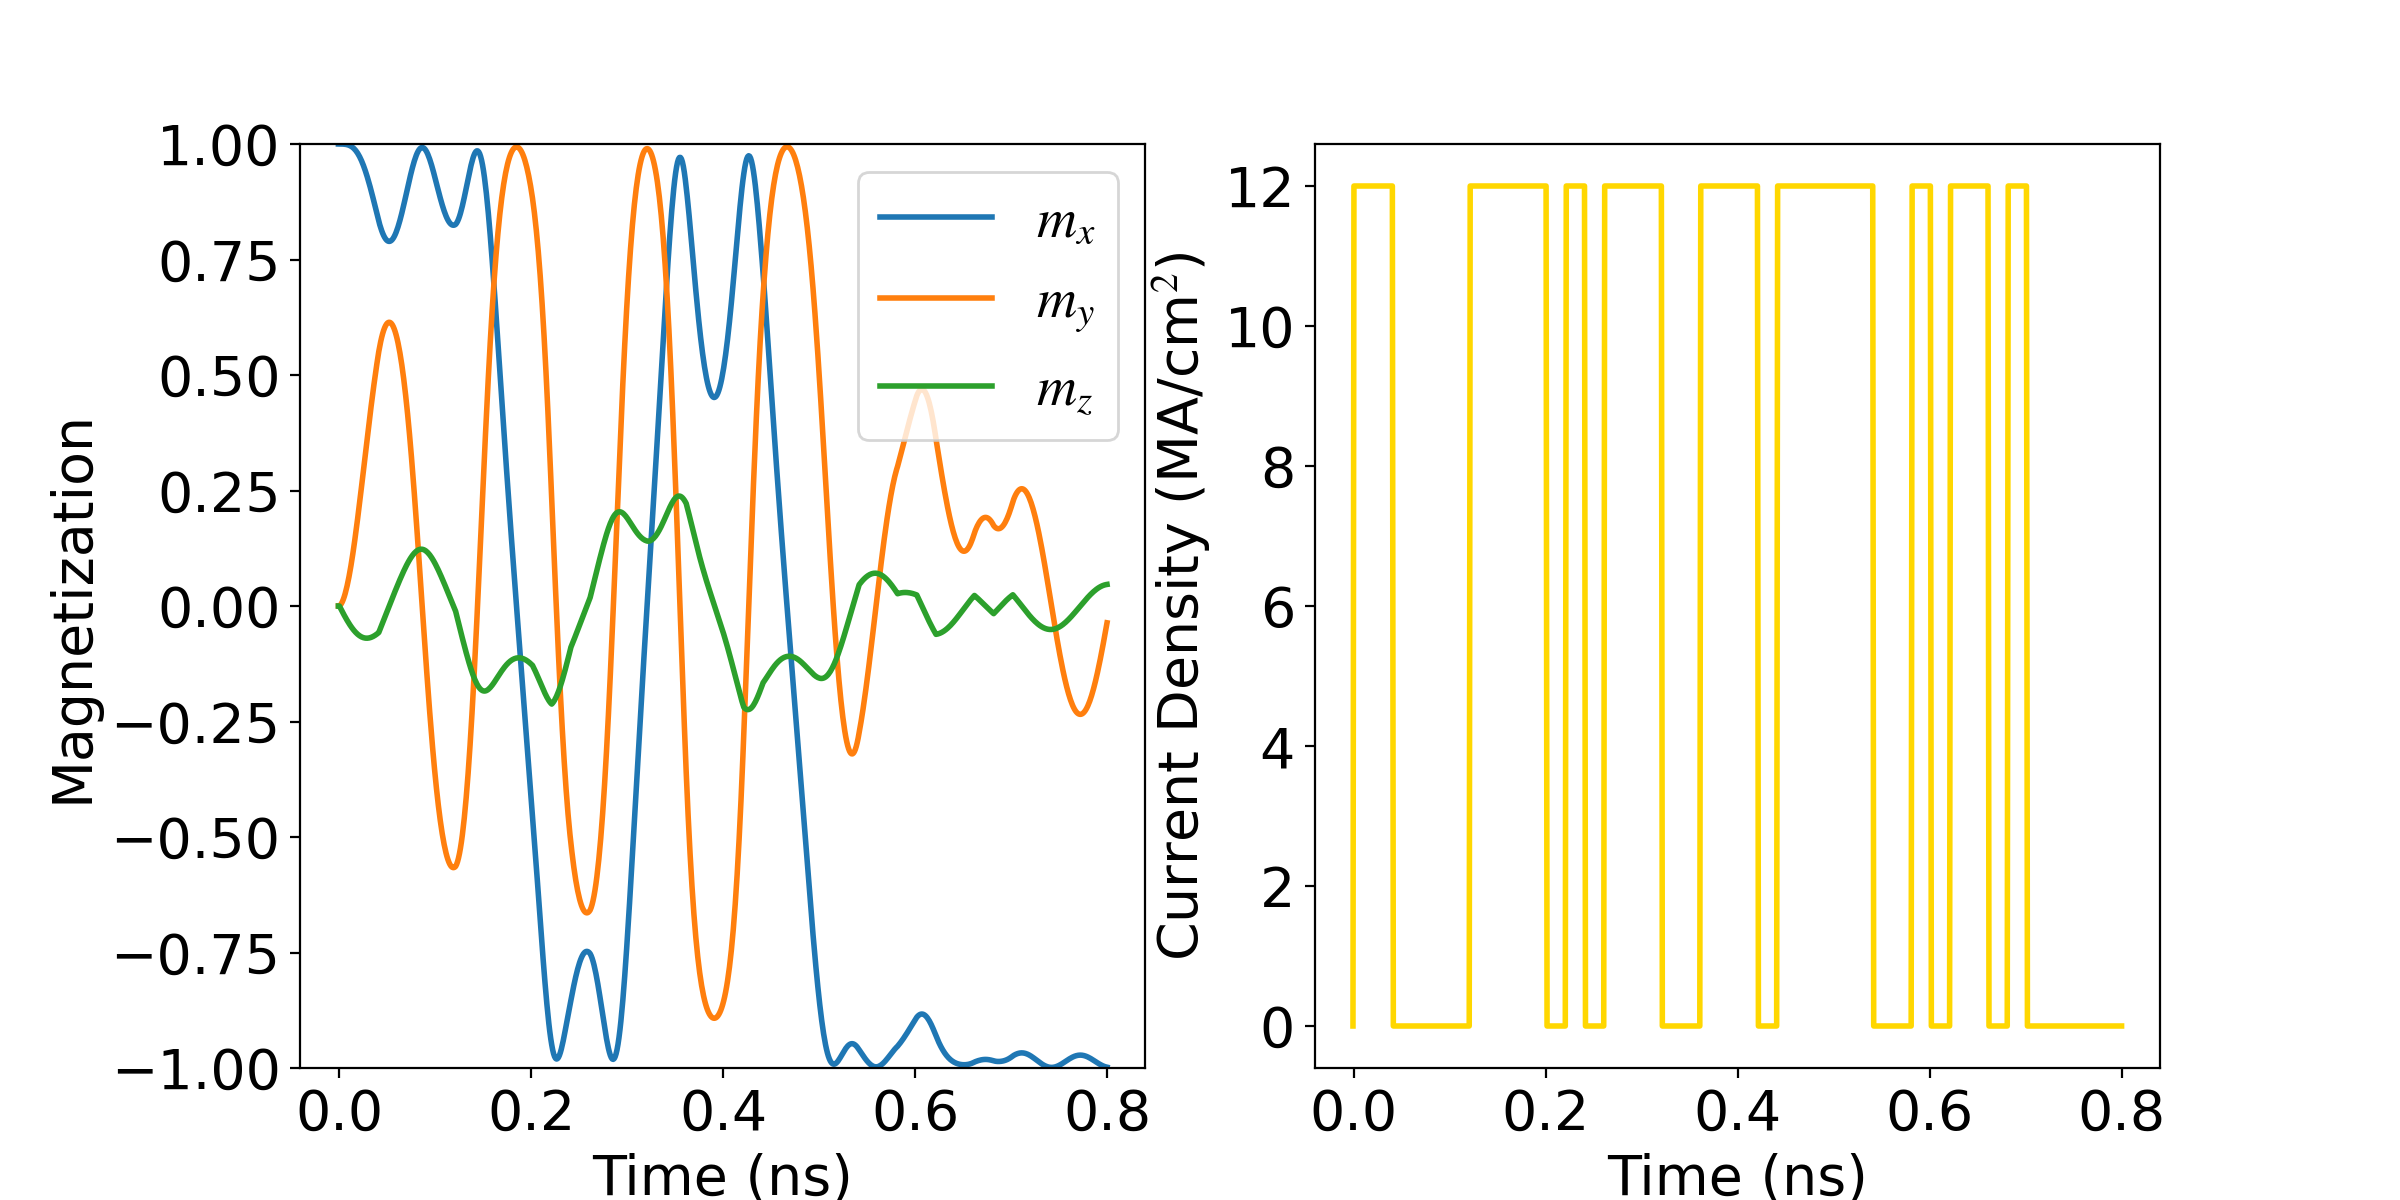 1.00
0.75
0.50
0.25
0.00
−0.25
−0.50
−0.75
−1.00
Magnetization
0.0 0.2 0.4 0.6 0.8
Time (ns)
m_x
m_y
m_z
12
10
8
6
4
2
0
Current Density (MA/cm²)
0.0 0.2 0.4 0.6 0.8
Time (ns)